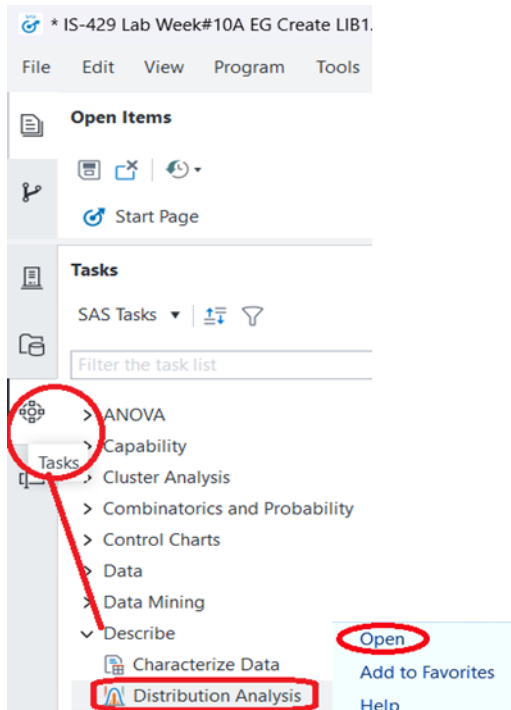 * IS-429 Lab Week#10A EG Create LIB1.
File Edit View Program Tools
Open Items
Start Page
Tasks
SAS Tasks
Filter the task list
ANOVA
Capability
Tasks
Cluster Analysis
Combinatorics and Probability
Control Charts
Data
Data Mining
Describe
Characterize Data
Distribution Analysis
Open
Add to Favorites
Help